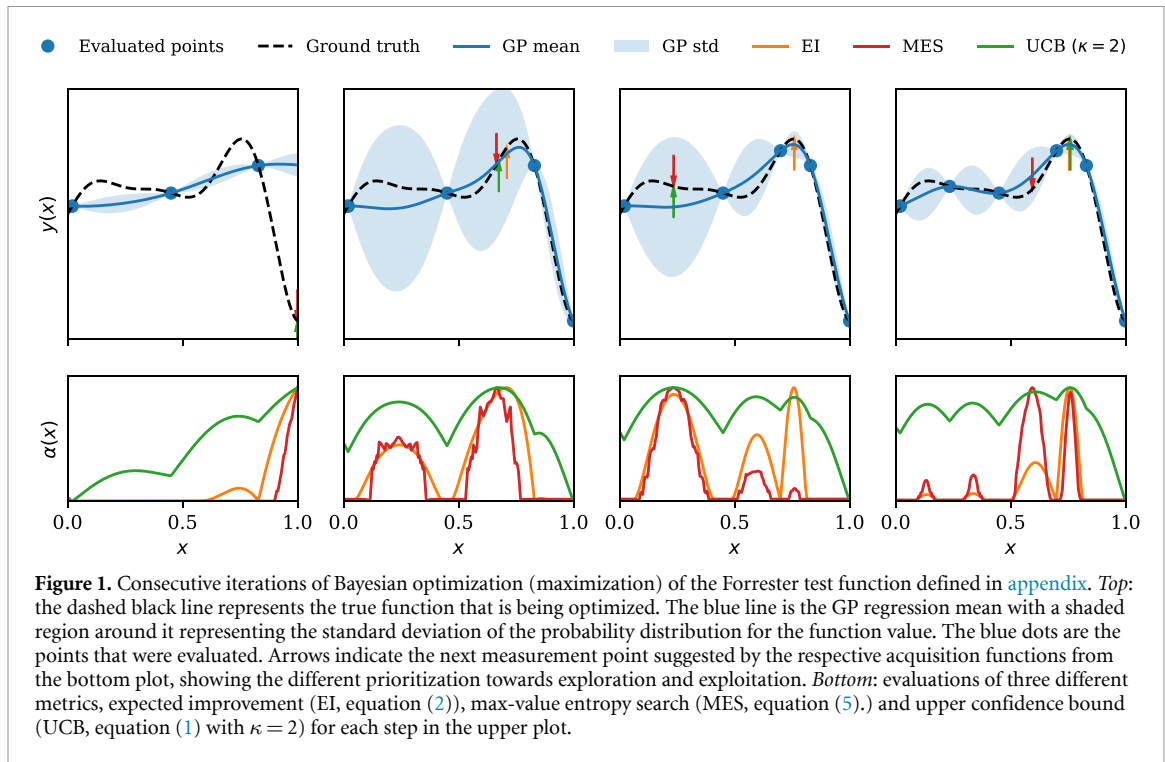 Evaluated points Ground truth GP mean GP std EI MES UCB (κ = 2)
y(x)
α(x)
0.0 0.5 1.0 0.0 0.5 1.0 0.0 0.5 1.0 0.0 0.5 1.0
x x x x
Figure 1. Consecutive iterations of Bayesian optimization (maximization) of the Forrester test function defined in appendix. Top:
the dashed black line represents the true function that is being optimized. The blue line is the GP regression mean with a shaded
region around it representing the standard deviation of the probability distribution for the function value. The blue dots are the
points that were evaluated. Arrows indicate the next measurement point suggested by the respective acquisition functions from
the bottom plot, showing the different prioritization towards exploration and exploitation. Bottom: evaluations of three different
metrics, expected improvement (EI, equation (2)), max-value entropy search (MES, equation (5).) and upper confidence bound
(UCB, equation (1) with κ = 2) for each step in the upper plot.